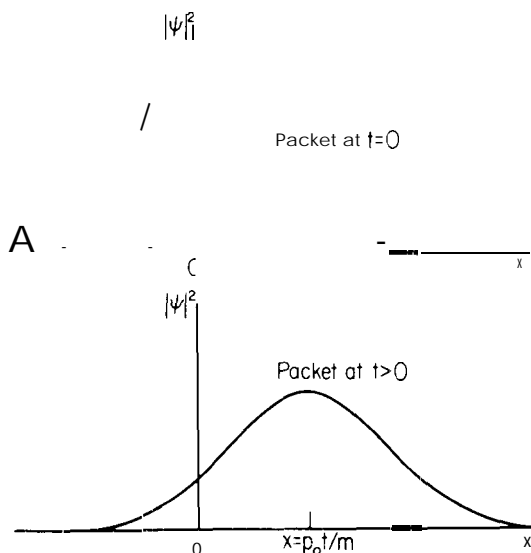 |ψ|²
Packet at t=0
A
x
|ψ|²
Packet at t>0
0
x=p₀t/m
x